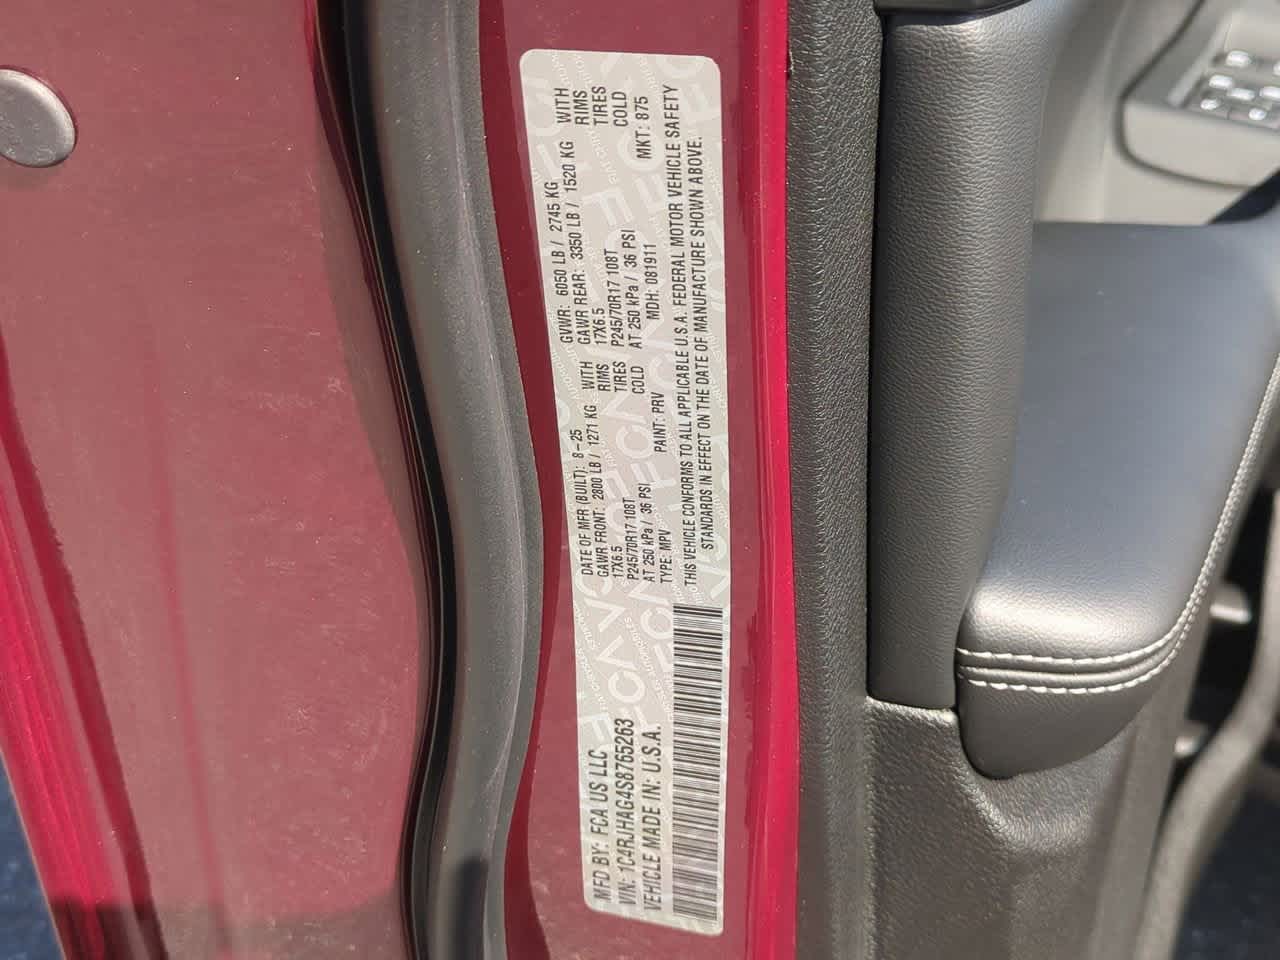 MFD BY: FCA US LLC
VIN: 1C4RJHAG4S8765263
VEHICLE MADE IN: U.S.A.
DATE OF MFR (BUILT): 8-25 GVWR: 6050 LB / 2745 KG
GAWR FRONT: 2800 LB / 1271 KG WITH GAWR REAR: 3350 LB / 1520 KG WITH
17X6.5 RIMS 17X6.5 RIMS
P245/70R17 108T TIRES P245/70R17 108T TIRES
AT 250 kPa / 36 PSI COLD AT 250 kPa / 36 PSI COLD
TYPE: MPV PAINT: PRV MDH: 081911 MKT: 875
THIS VEHICLE CONFORMS TO ALL APPLICABLE U.S.A. FEDERAL MOTOR VEHICLE SAFETY
STANDARDS IN EFFECT ON THE DATE OF MANUFACTURE SHOWN ABOVE.